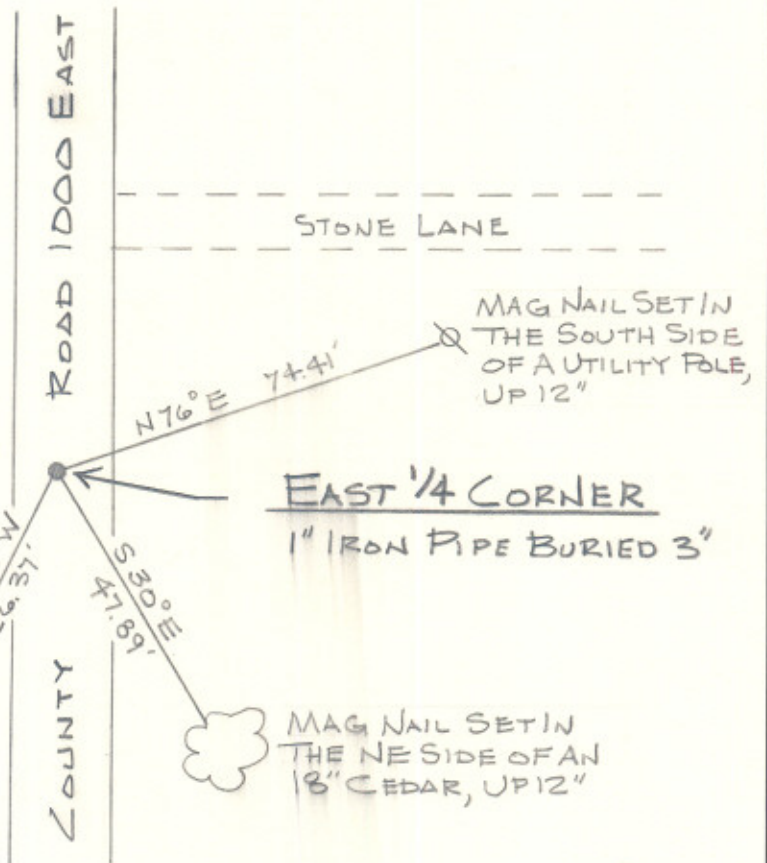 COUNTY ROAD 1000 EAST
STONE LANE
MAG NAIL SET IN
THE SOUTH SIDE
OF A UTILITY POLE,
UP 12"
N76°E 74.41'
EAST 1/4 CORNER
1" IRON PIPE BURIED 3"
W
6.37'
S30°E
47.89'
MAG NAIL SET IN
THE NE SIDE OF AN
18" CEDAR, UP 12"